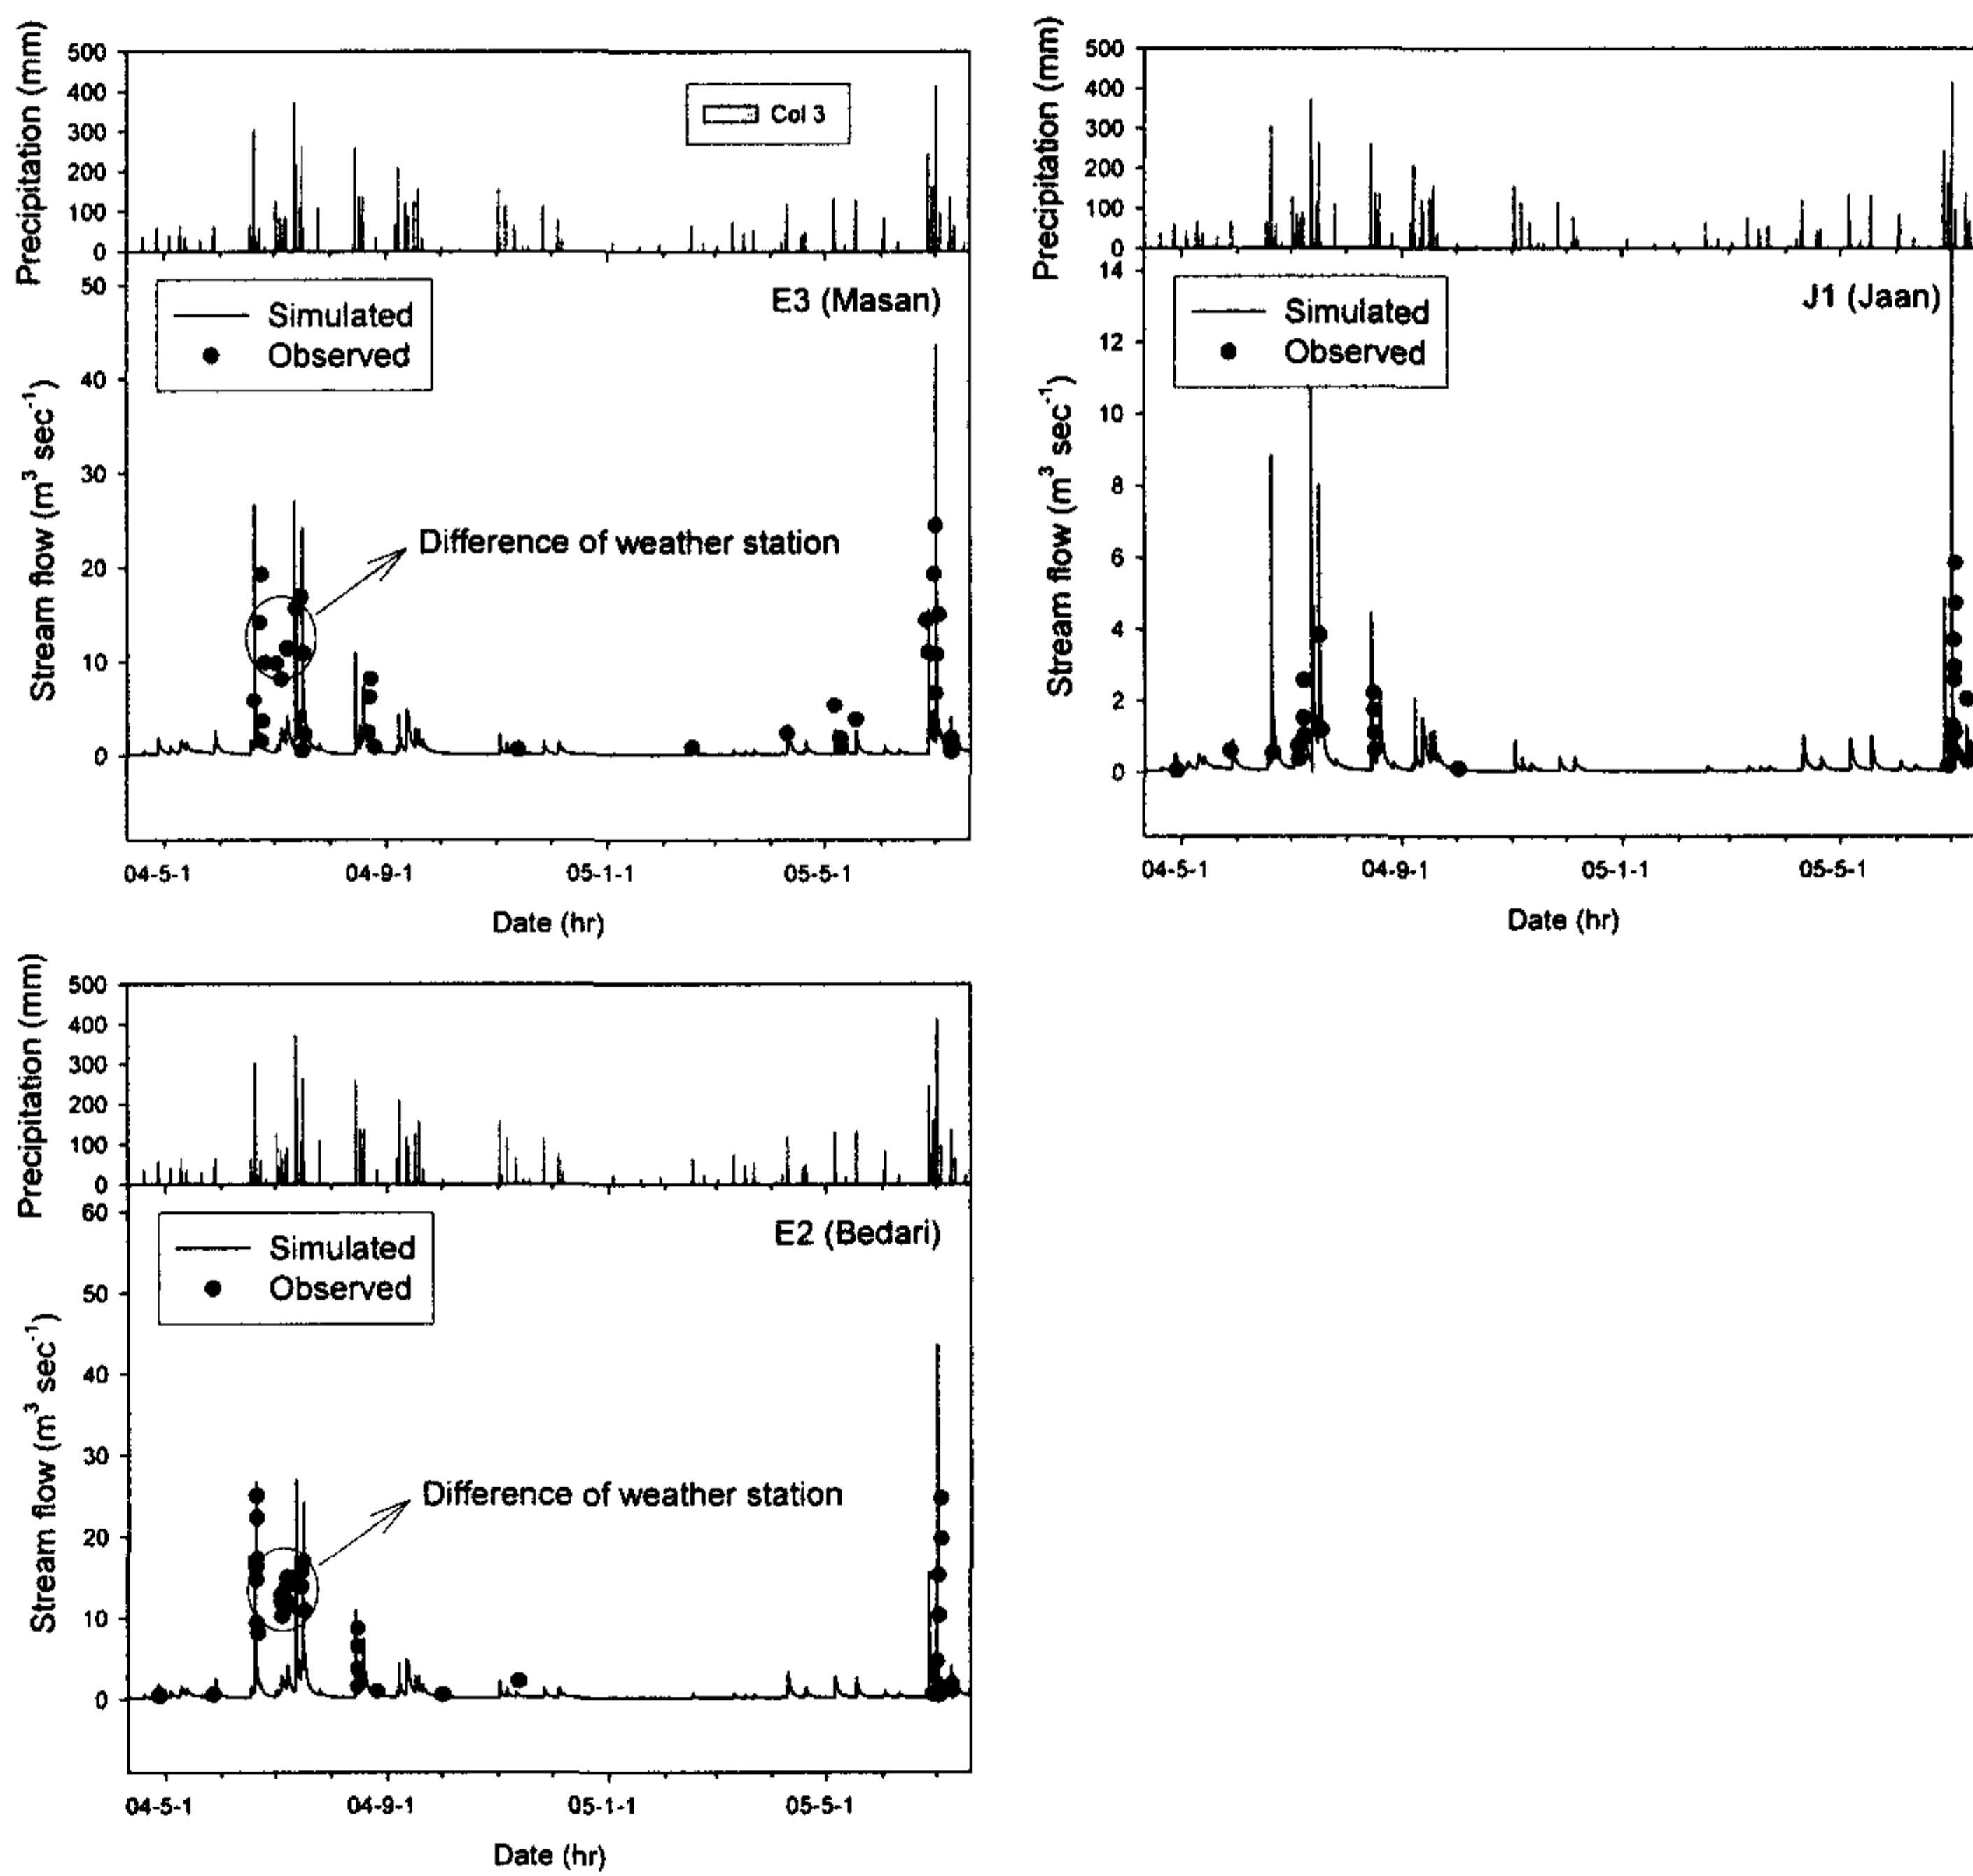 Precipitation (mm)
500
400
300
200
100
0
Col 3
Stream flow (m³ sec⁻¹)
50
40
30
20
10
0
Simulated
Observed
E3 (Masan)
Difference of weather station
04-5-1 04-9-1 05-1-1 05-5-1
Date (hr)
Precipitation (mm)
500
400
300
200
100
0
Stream flow (m³ sec⁻¹)
14
12
10
8
6
4
2
0
Simulated
Observed
J1 (Jaan)
04-5-1 04-9-1 05-1-1 05-5-1
Date (hr)
Precipitation (mm)
500
400
300
200
100
0
Stream flow (m³ sec⁻¹)
60
50
40
30
20
10
0
Simulated
Observed
E2 (Bedari)
Difference of weather station
04-5-1 04-9-1 05-1-1 05-5-1
Date (hr)